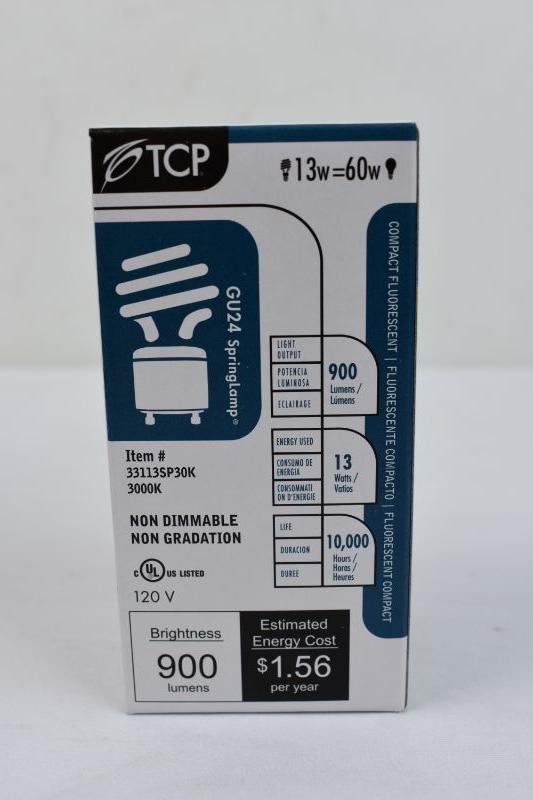 TCP
13w=60w
COMPACT FLUORESCENT | FLUORESCENTE COMPACTO | FLUORESCENT COMPACT
GU24 SpringLamp®
LIGHT
OUTPUT
POTENCIA
LUMINOSA
ECLAIRAGE
900
Lumens /
Lúmens
ENERGY USED
CONSUMO DE
ENERGIA
CONSOMMATI
ON D'ENERGIE
13
Watts /
Vatios
LIFE
DURACION
DUREE
10,000
Hours /
Horas /
Heures
Item #
33113SP30K
3000K
NON DIMMABLE
NON GRADATION
C UL US LISTED
120 V
Brightness
900
lumens
Estimated
Energy Cost
$1.56
per year